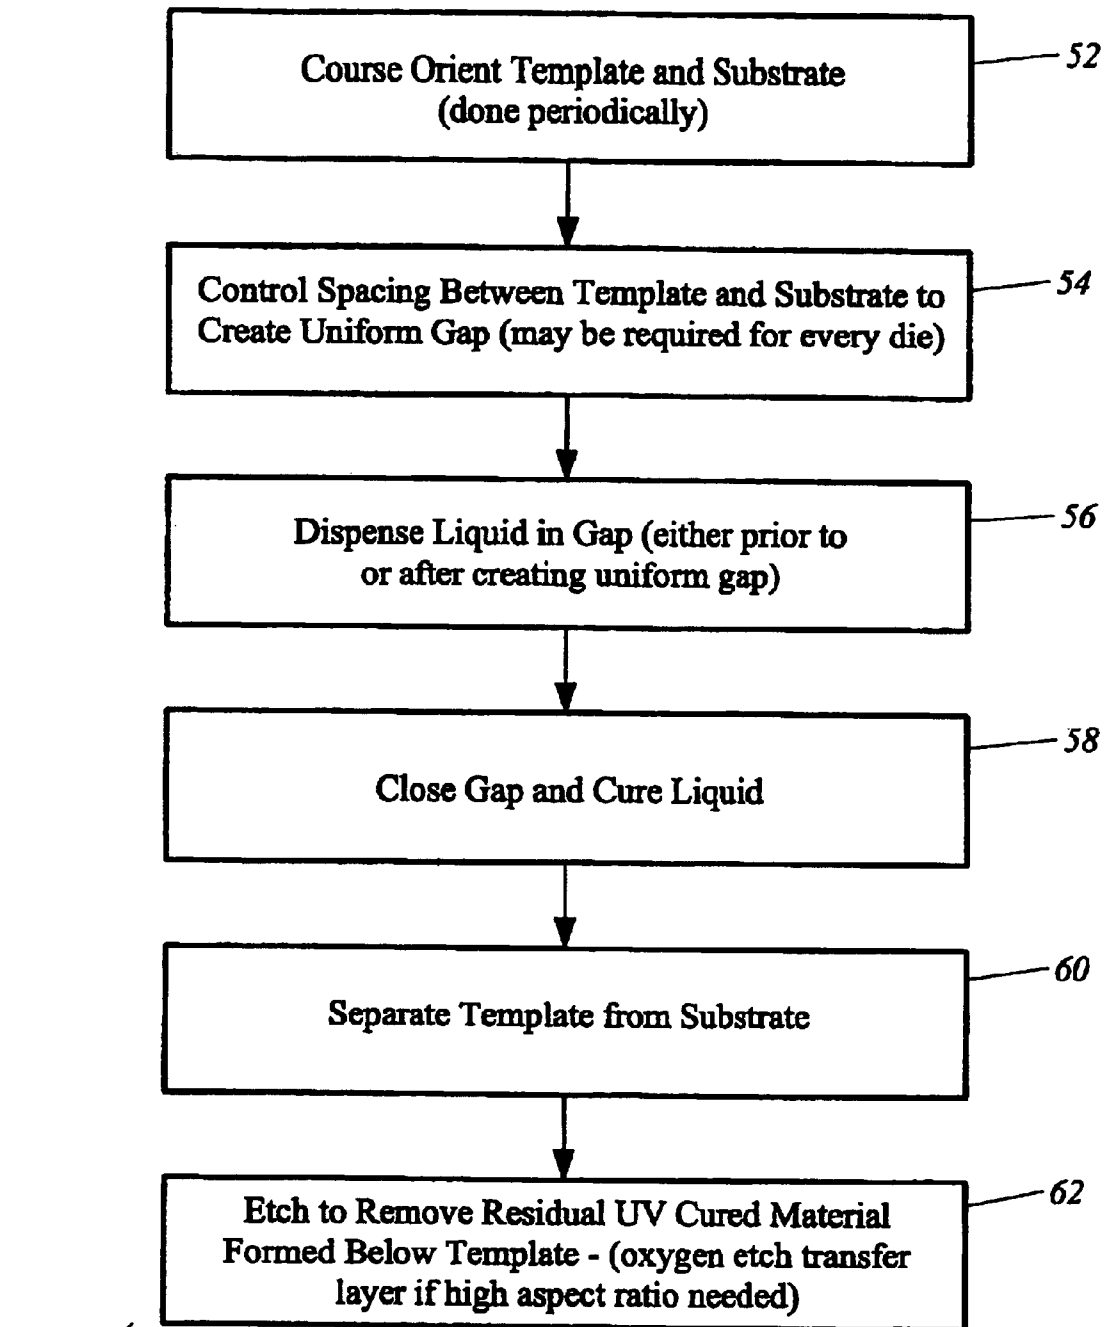 Course Orient Template and Substrate
(done periodically)
52
Control Spacing Between Template and Substrate to
Create Uniform Gap (may be required for every die)
54
Dispense Liquid in Gap (either prior to
or after creating uniform gap)
56
Close Gap and Cure Liquid
58
Separate Template from Substrate
60
Etch to Remove Residual UV Cured Material
Formed Below Template - (oxygen etch transfer
layer if high aspect ratio needed)
62